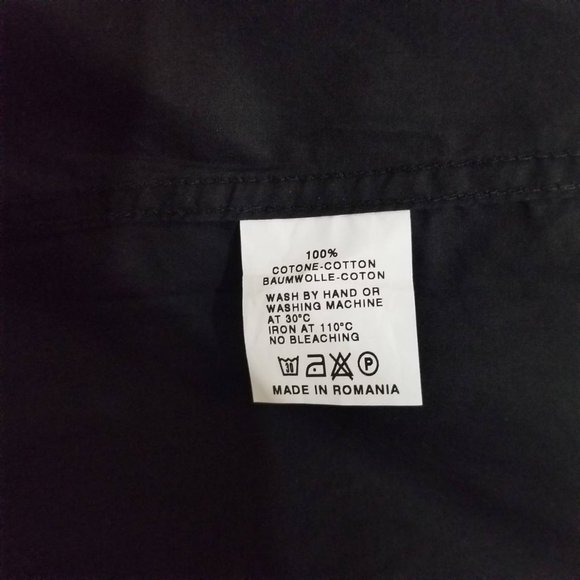 100%
COTONE-COTTON
BAUMWOLLE-COTON
WASH BY HAND OR
WASHING MACHINE
AT 30°C
IRON AT 110°C
NO BLEACHING
30 P
MADE IN ROMANIA